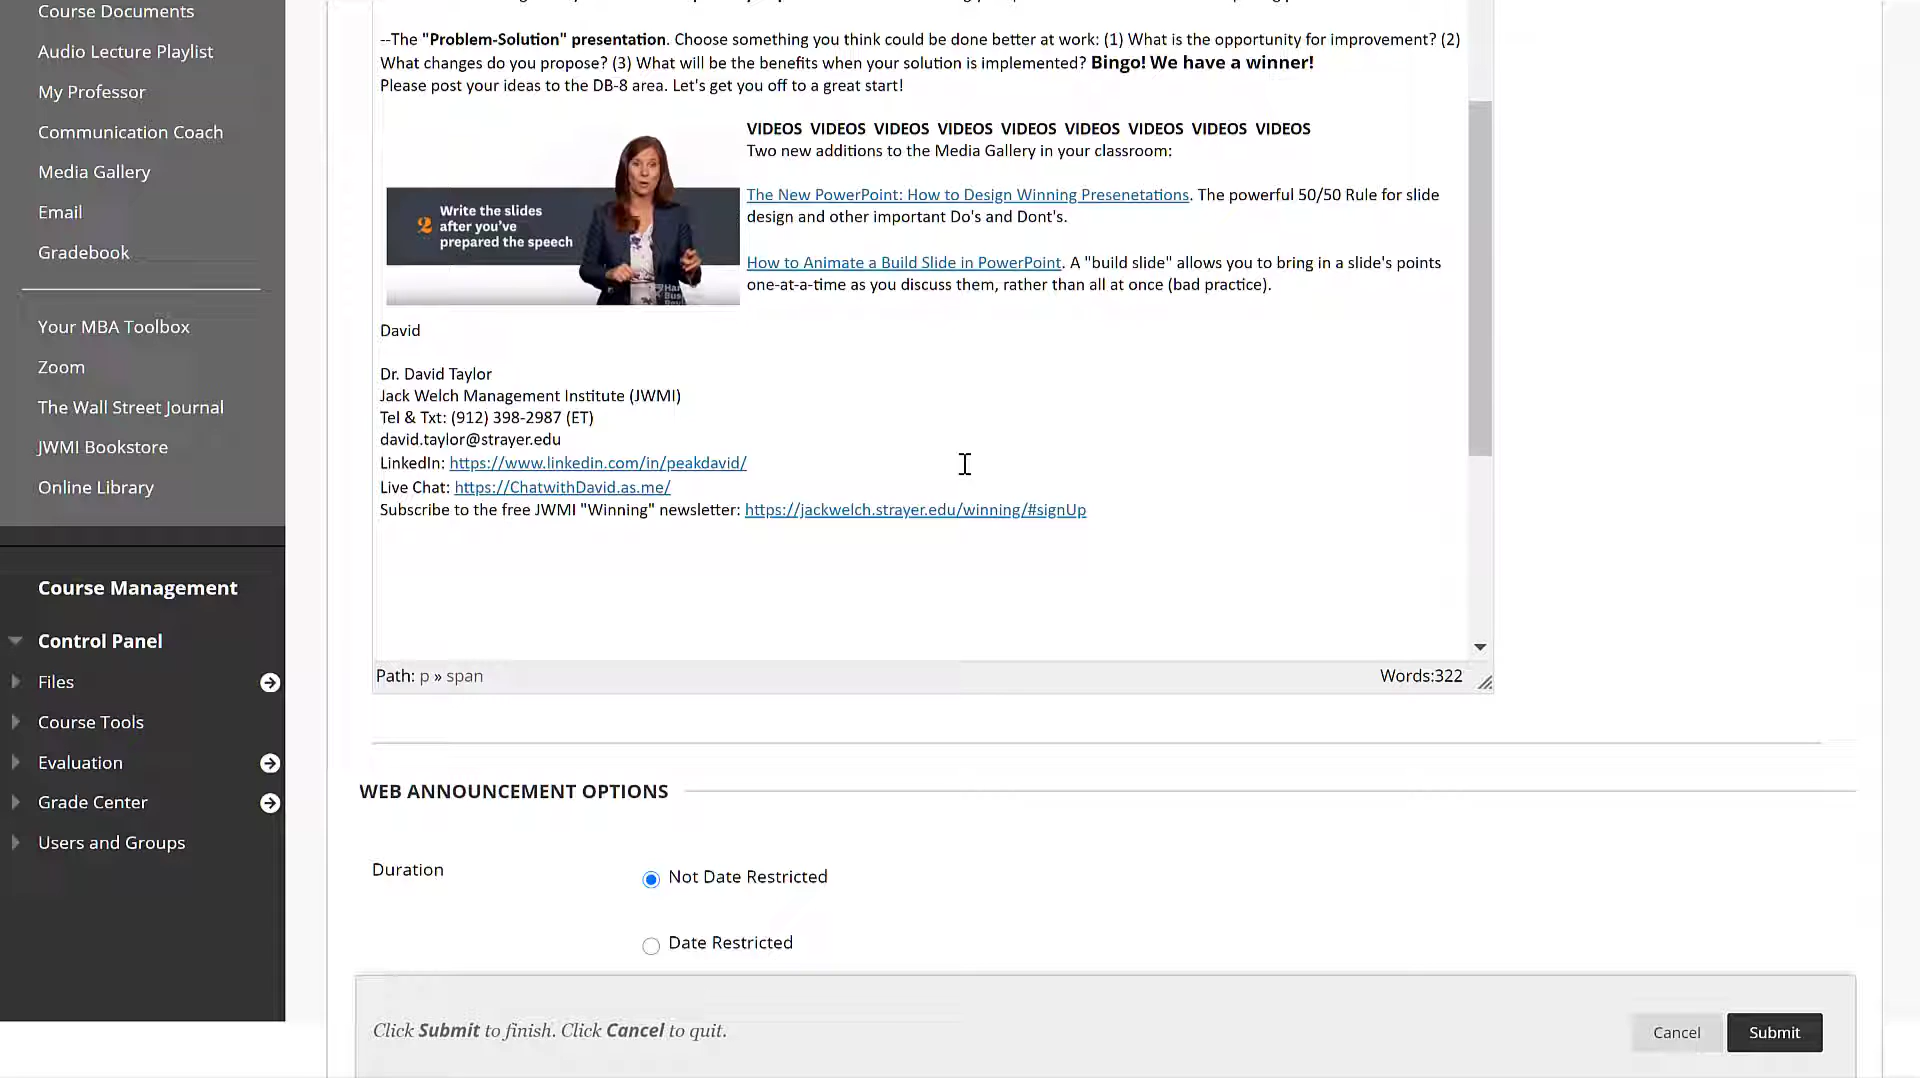 Course Documents
Audio Lecture Playlist
My Professor
Communication Coach
Media Gallery
Email
Gradebook
Your MBA Toolbox
Zoom
The Wall Street Journal
JWMI Bookstore
Online Library
Course Management
Control Panel
Files
Course Tools
Evaluation
Grade Center
Users and Groups
--The "Problem-Solution" presentation. Choose something you think could be done better at work: (1) What is the opportunity for improvement? (2)
What changes do you propose? (3) What will be the benefits when your solution is implemented? Bingo! We have a winner!
Please post your ideas to the DB-8 area. Let's get you off to a great start!
2 Write the slides
after you've
prepared the speech
VIDEOS VIDEOS VIDEOS VIDEOS VIDEOS VIDEOS VIDEOS VIDEOS VIDEOS
Two new additions to the Media Gallery in your classroom:
The New PowerPoint: How to Design Winning Presenetations. The powerful 50/50 Rule for slide
design and other important Do's and Dont's.
How to Animate a Build Slide in PowerPoint. A "build slide" allows you to bring in a slide's points
one-at-a-time as you discuss them, rather than all at once (bad practice).
David
Dr. David Taylor
Jack Welch Management Institute (JWMI)
Tel & Txt: (912) 398-2987 (ET)
david.taylor@strayer.edu
LinkedIn: https://www.linkedin.com/in/peakdavid/
Live Chat: https://ChatwithDavid.as.me/
Subscribe to the free JWMI "Winning" newsletter: https://jackwelch.strayer.edu/winning/#signUp
Path: p » span
Words:322
WEB ANNOUNCEMENT OPTIONS
Duration
Not Date Restricted
Date Restricted
Click Submit to finish. Click Cancel to quit.
Cancel
Submit